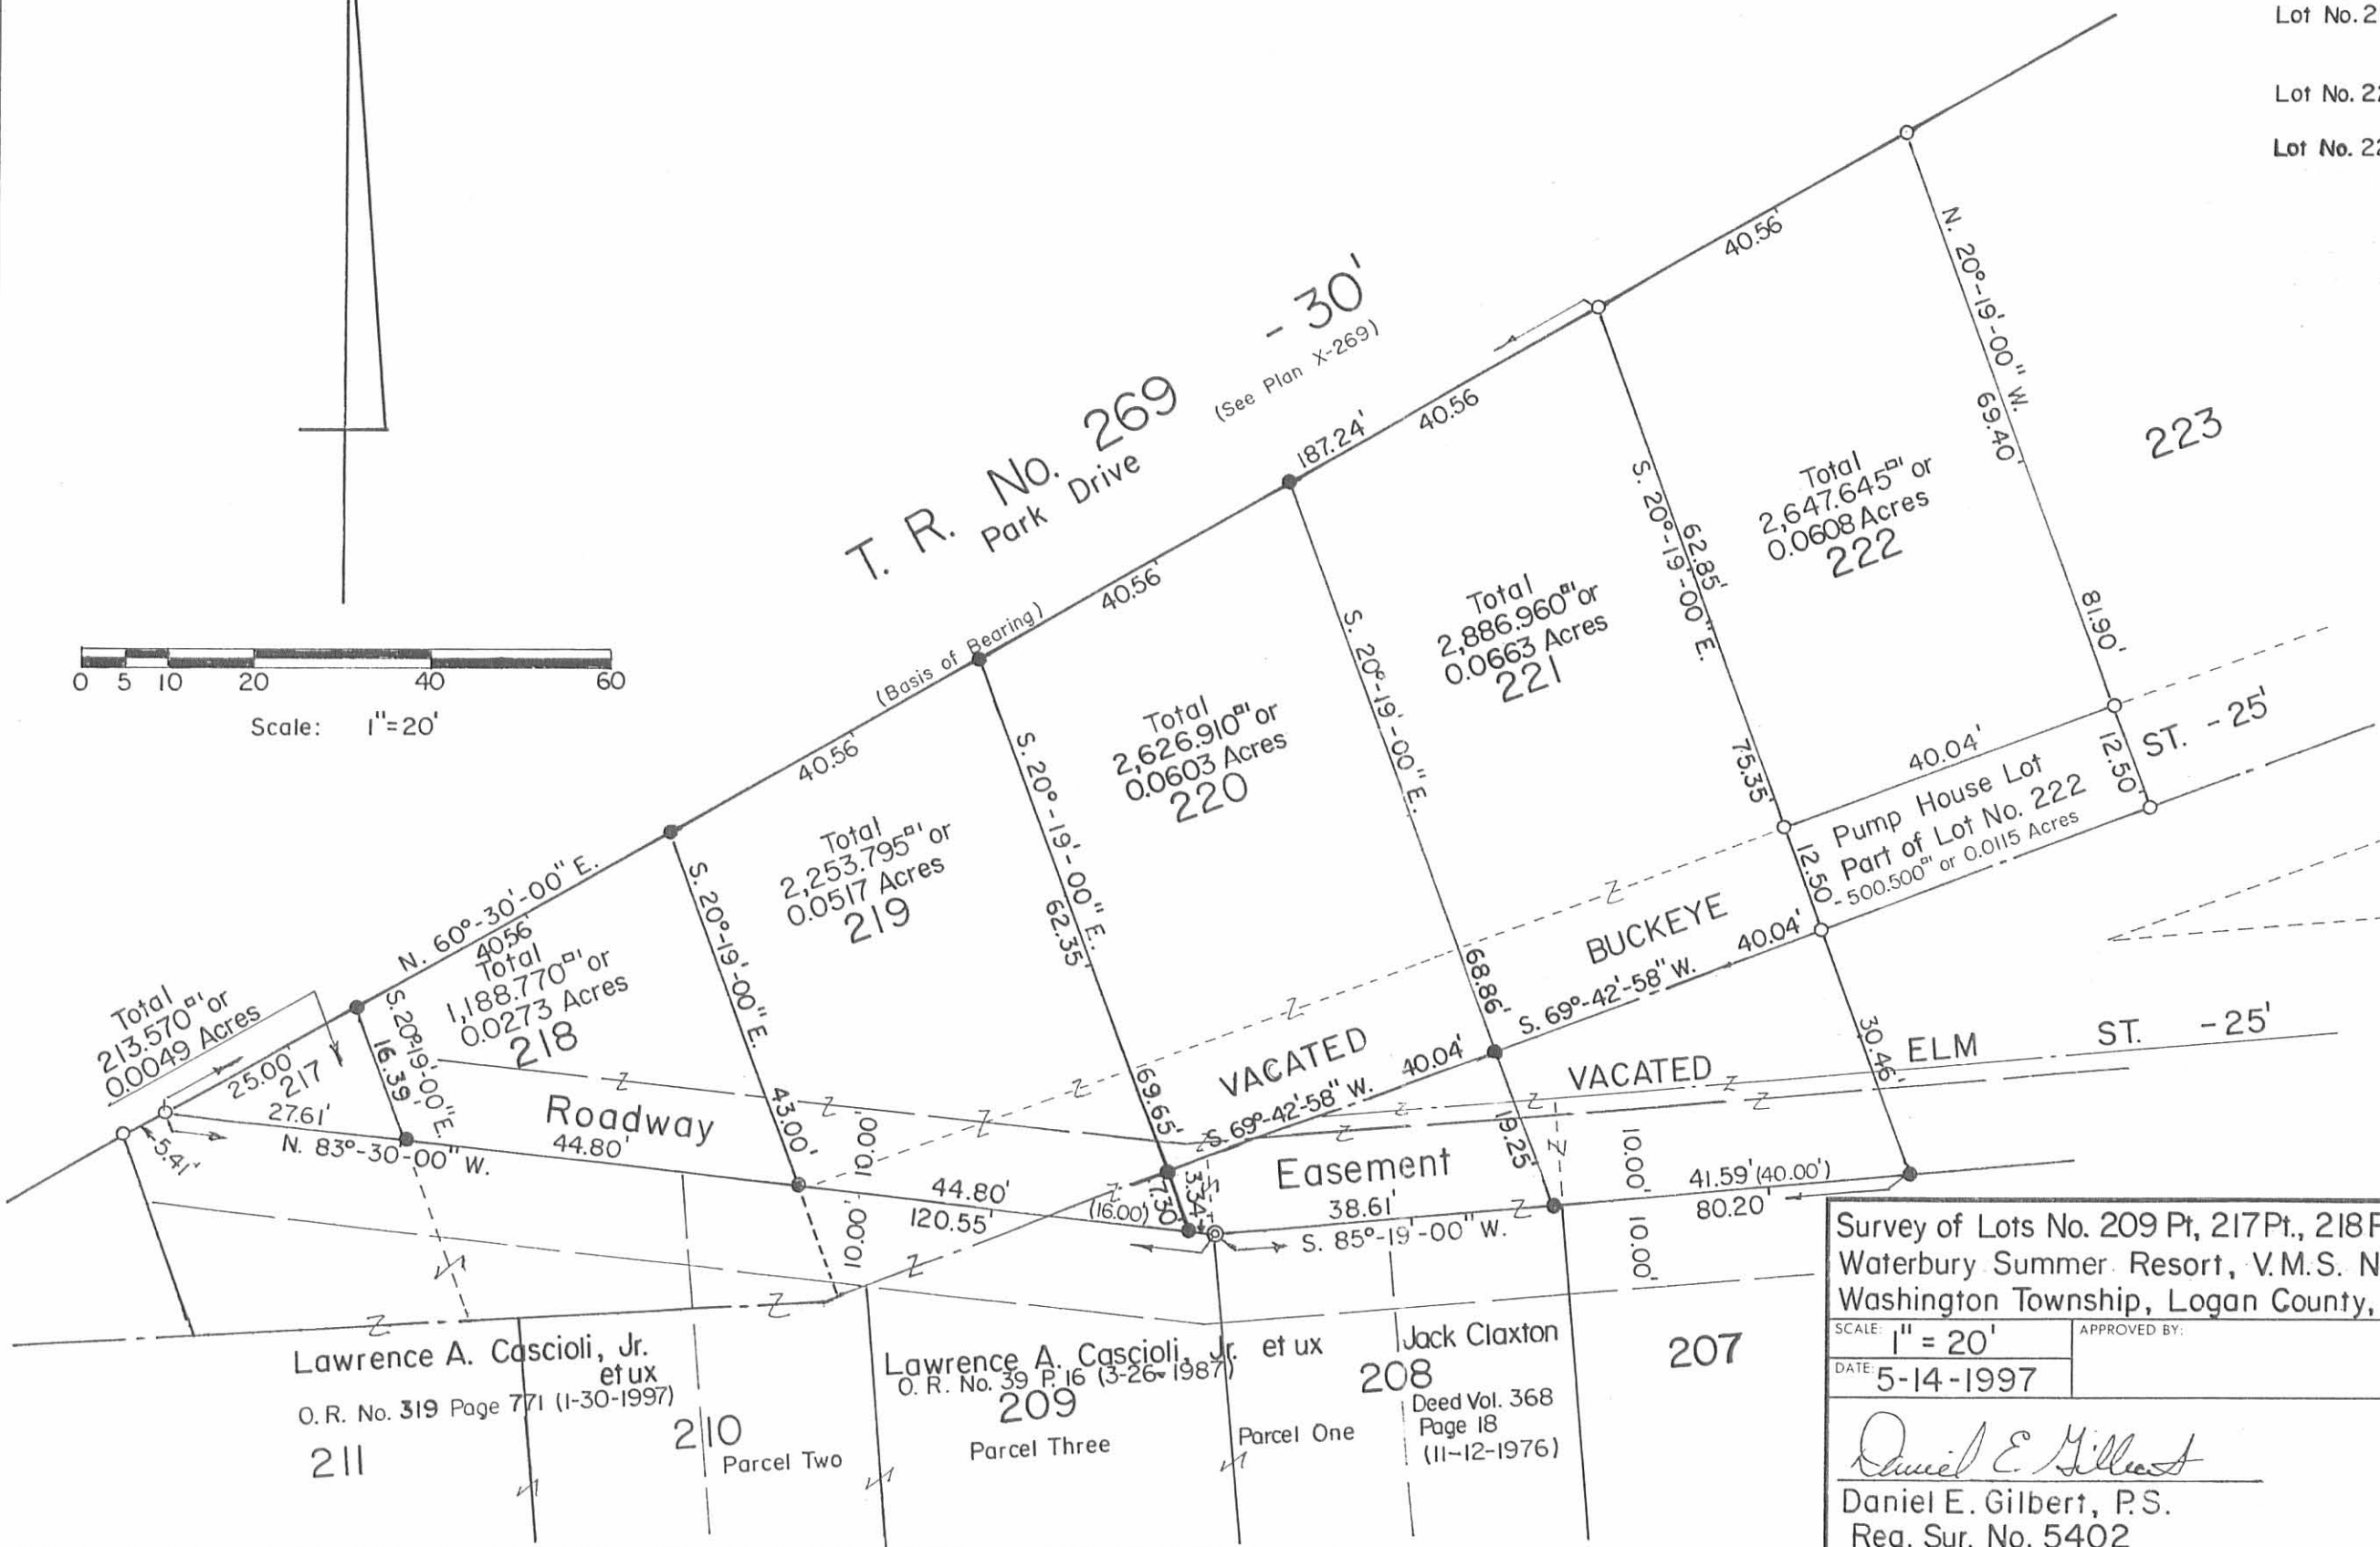 Lot No. 2
Lot No. 2
Lot No. 22
N. 20°-19'-00" W.
69.40'
81.90'
223
40.56'
- 30'
(See Plan X-269)
T. R. No. 269
Park Drive
187.24'
40.56
40.56'
(Basis of Bearing)
40.56'
N. 60°-30'-00" E.
40.56
0 5 10 20 40 60
Scale: 1"=20'
Total
2,647.645▫' or
0.0608 Acres
222
S. 20°-19'-00" E.
62.85'
75.35'
Total
2,886.960▫' or
0.0663 Acres
221
S. 20°-19'-00" E.
68.86'
Total
2,626.910▫' or
0.0603 Acres
220
S. 20°-19'-00" E.
62.35'
69.65'
Total
2,253.795▫' or
0.0517 Acres
219
S. 20°-19'-00" E.
43.00'
Total
1,188.770▫' or
0.0273 Acres
218
S. 20°-19'-00" E.
16.39'
Total
213.570▫' or
0.0049 Acres
25.00'
217
27.61'
5.41'
N. 83°-30'-00" W.
44.80'
Roadway
10.00'
10.00'
44.80'
120.55'
(16.00')
7.30'
3.34'
40.04'
Pump House Lot
Part of Lot No. 222
500.500▫' or 0.0115 Acres
12.50'
12.50'
ST. - 25'
BUCKEYE
40.04'
S. 69°-42'-58" W.
VACATED
40.04'
S. 69°-42'-58" W.
VACATED
ELM ST. - 25'
30.46'
19.25'
Easement
38.61'
S. 85°-19'-00" W.
10.00'
10.00'
41.59' (40.00')
80.20'
Lawrence A. Cascioli, Jr.
et ux
O. R. No. 319 Page 771 (1-30-1997)
211
210
Parcel Two
Lawrence A. Cascioli, Jr. et ux
O. R. No. 39 P. 16 (3-26-1987)
209
Parcel Three
Parcel One
Jack Claxton
208
Deed Vol. 368
Page 18
(11-12-1976)
207
Survey of Lots No. 209 Pt, 217Pt., 218 P
Waterbury Summer Resort, V. M. S. N
Washington Township, Logan County,
SCALE: 1" = 20'
APPROVED BY:
DATE: 5-14-1997
Daniel E. Gilbert
Daniel E. Gilbert, P.S.
Reg. Sur. No. 5402